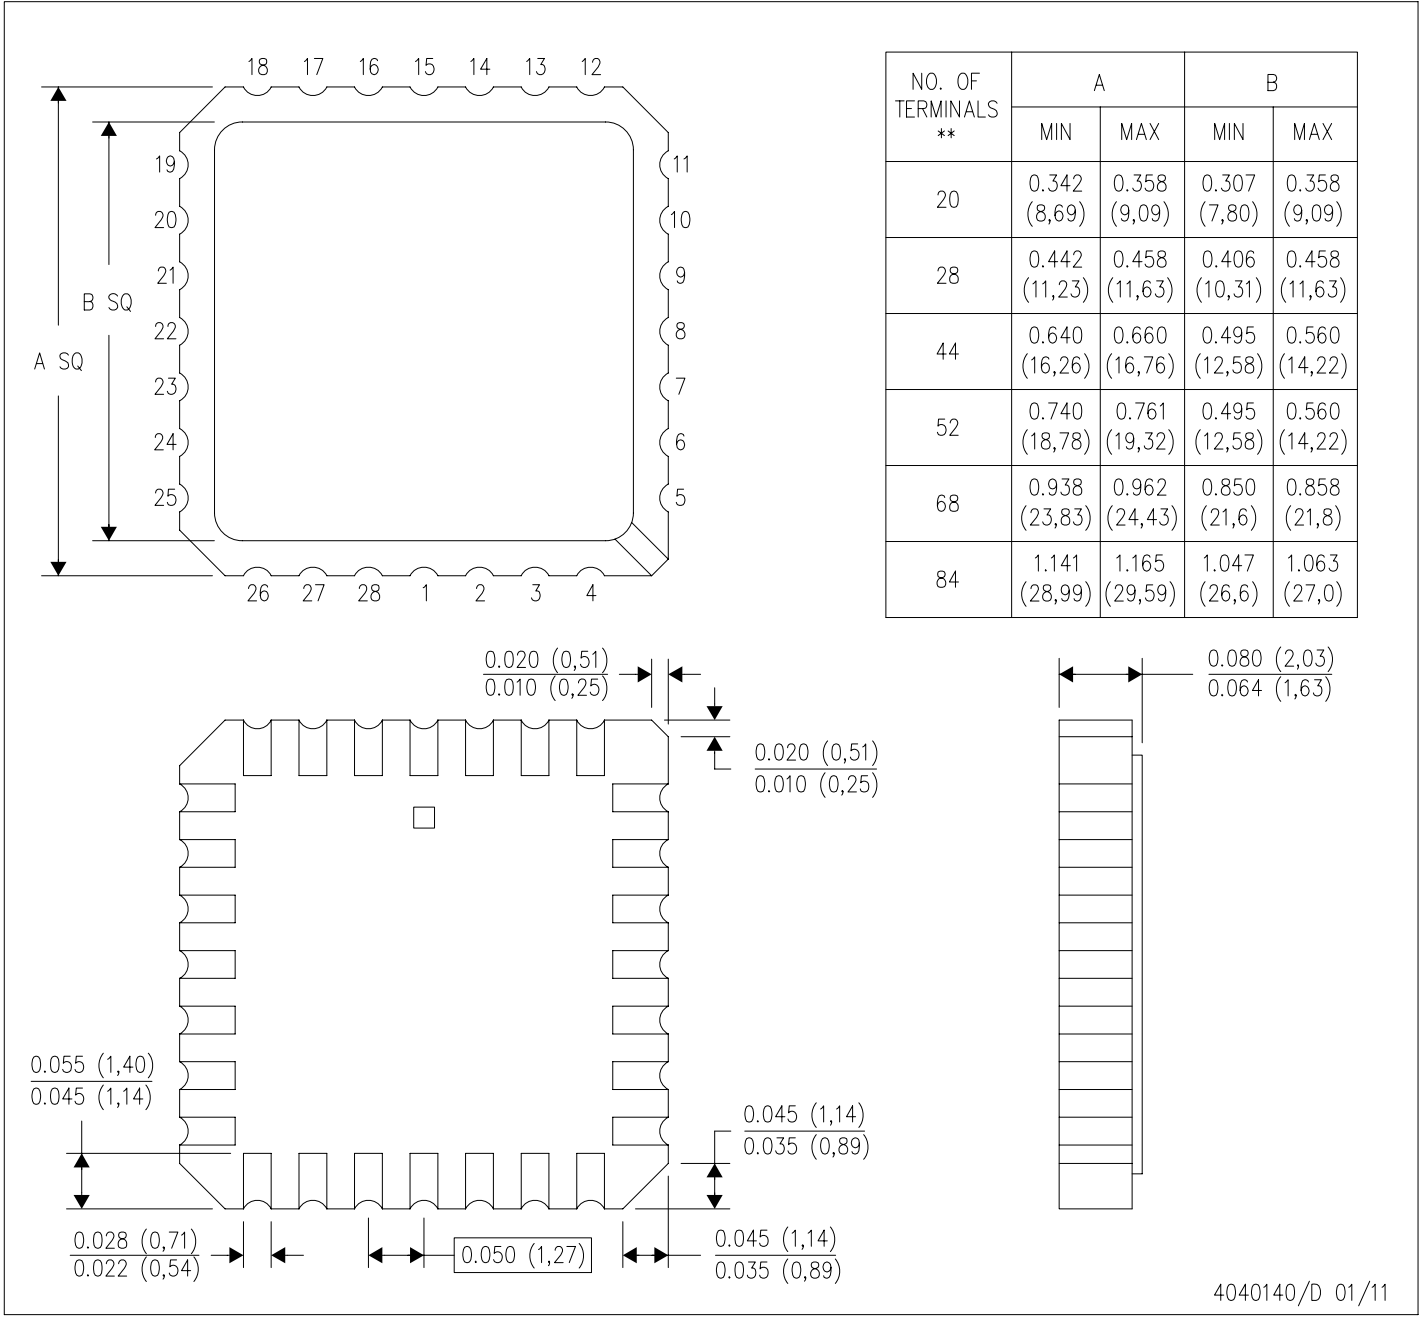 18 17 16 15 14 13 12
19
20
21
22
23
24
25
11
10
9
8
7
6
5
26 27 28 1 2 3 4
A SQ
B SQ
NO. OF
TERMINALS
**
A B
MIN MAX MIN MAX
20
0.342 0.358 0.307 0.358
(8,69) (9,09) (7,80) (9,09)
28
0.442 0.458 0.406 0.458
(11,23) (11,63) (10,31) (11,63)
44
0.640 0.660 0.495 0.560
(16,26) (16,76) (12,58) (14,22)
52
0.740 0.761 0.495 0.560
(18,78) (19,32) (12,58) (14,22)
68
0.938 0.962 0.850 0.858
(23,83) (24,43) (21,6) (21,8)
84
1.141 1.165 1.047 1.063
(28,99) (29,59) (26,6) (27,0)
0.020 (0,51)
0.010 (0,25)
0.020 (0,51)
0.010 (0,25)
0.080 (2,03)
0.064 (1,63)
0.055 (1,40)
0.045 (1,14)
0.045 (1,14)
0.035 (0,89)
0.028 (0,71)
0.022 (0,54)
0.050 (1,27)
0.045 (1,14)
0.035 (0,89)
4040140/D 01/11